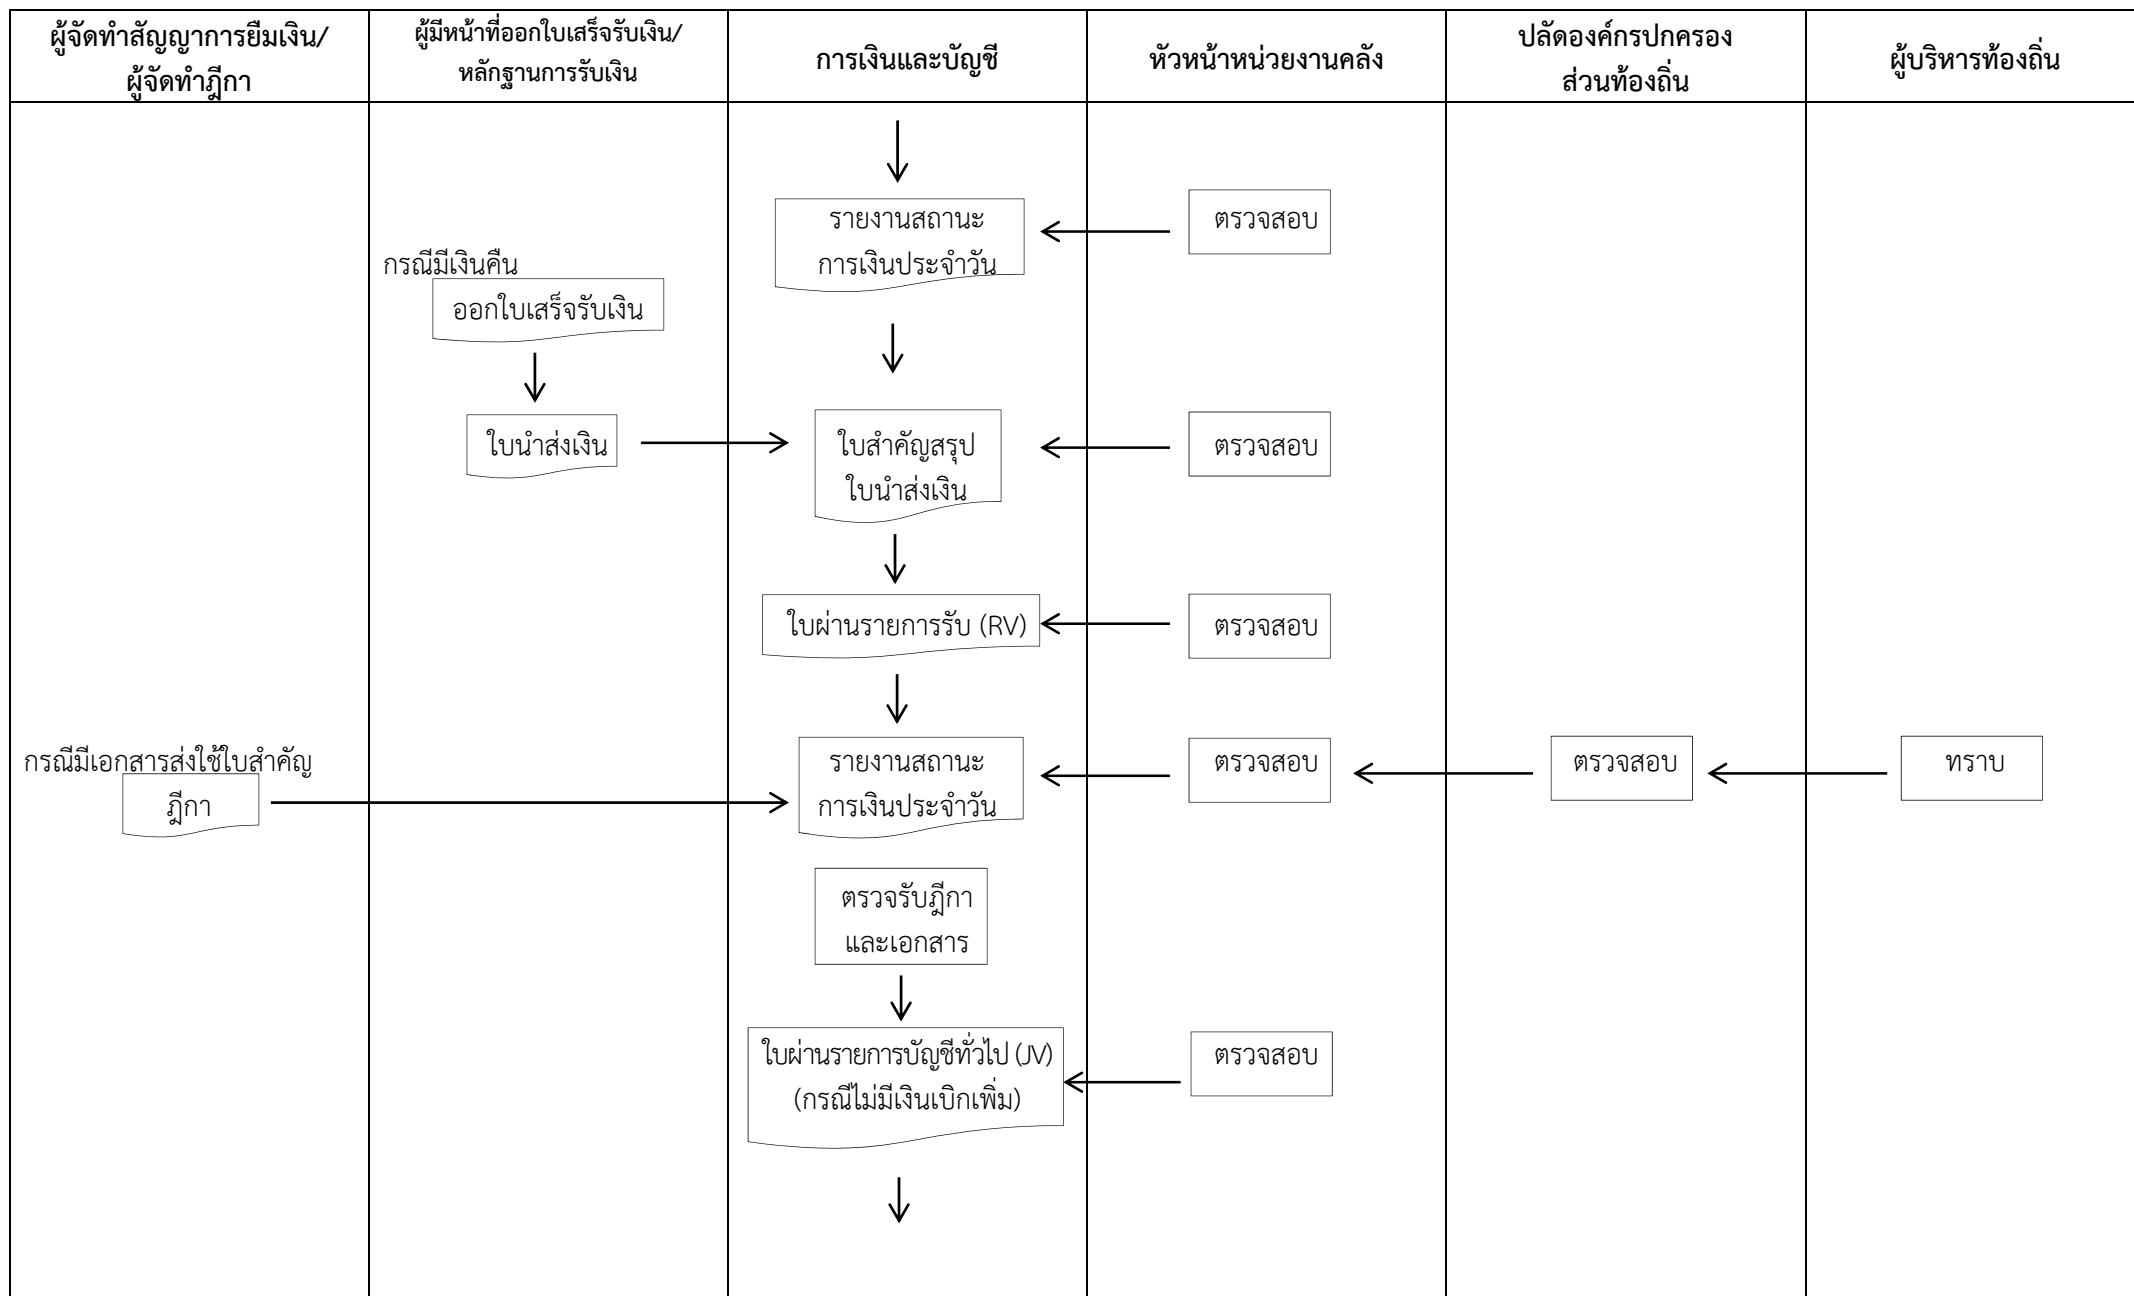 ผู้จัดทำสัญญาการยืมเงิน/
ผู้จัดทำฎีกา
ผู้มีหน้าที่ออกใบเสร็จรับเงิน/
หลักฐานการรับเงิน
การเงินและบัญชี
หัวหน้าหน่วยงานคลัง
ปลัดองค์กรปกครอง
ส่วนท้องถิ่น
ผู้บริหารท้องถิ่น
รายงานสถานะ
การเงินประจำวัน
ตรวจสอบ
กรณีมีเงินคืน
ออกใบเสร็จรับเงิน
ใบนำส่งเงิน
ใบสำคัญสรุป
ใบนำส่งเงิน
ตรวจสอบ
ใบผ่านรายการรับ (RV)
ตรวจสอบ
กรณีมีเอกสารส่งใช้ใบสำคัญ
ฎีกา
รายงานสถานะ
การเงินประจำวัน
ตรวจสอบ
ตรวจสอบ
ทราบ
ตรวจรับฎีกา
และเอกสาร
ใบผ่านรายการบัญชีทั่วไป (JV)
(กรณีไม่มีเงินเบิกเพิ่ม)
ตรวจสอบ